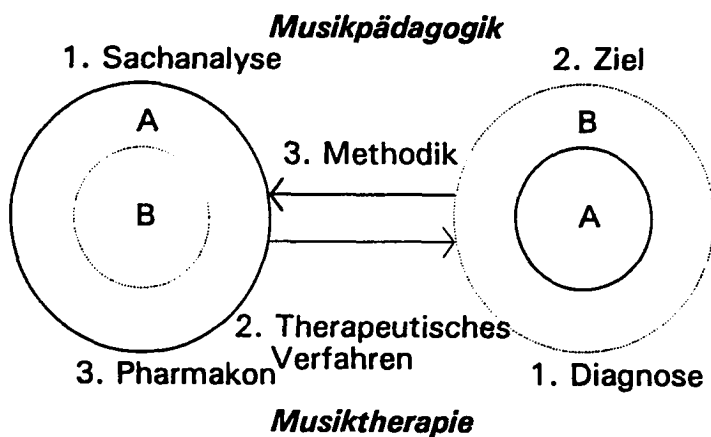 Musikpädagogik
1. Sachanalyse
2. Ziel
A
B
3. Methodik
B
A
2. Therapeutisches
Verfahren
3. Pharmakon
1. Diagnose
Musiktherapie